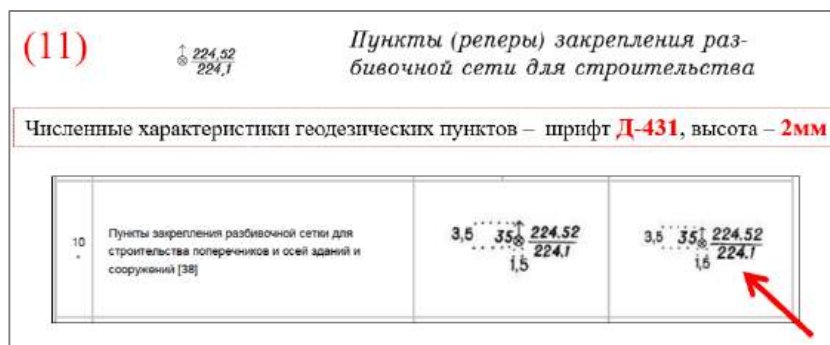 (11)
224,52
224,1
Пункты (реперы) закрепления раз-
бивочной сети для строительства
Численные характеристики геодезических пунктов – шрифт Д-431, высота – 2мм
10
Пункты закрепления разбивочной сетки для
строительства поперечников и осей зданий и
сооружений [38]
3,5 35 224.52
224.1
1,5
3,5 35 224.52
224.1
1,5